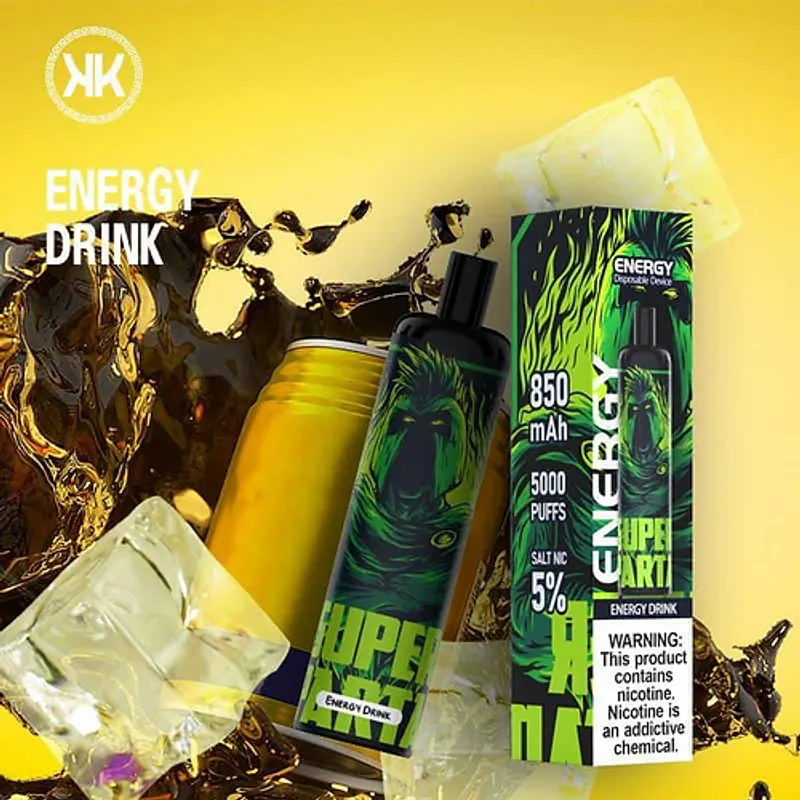 KK
ENERGY
DRINK
ENERGY
Disposable Device
850
mAh
5000
PUFFS
SALT NIC
5%
ENERGY
SUPER
ENERGY DRINK
ENERGY DRINK
WARNING:
This product
contains
nicotine.
Nicotine is
an addictive
chemical.